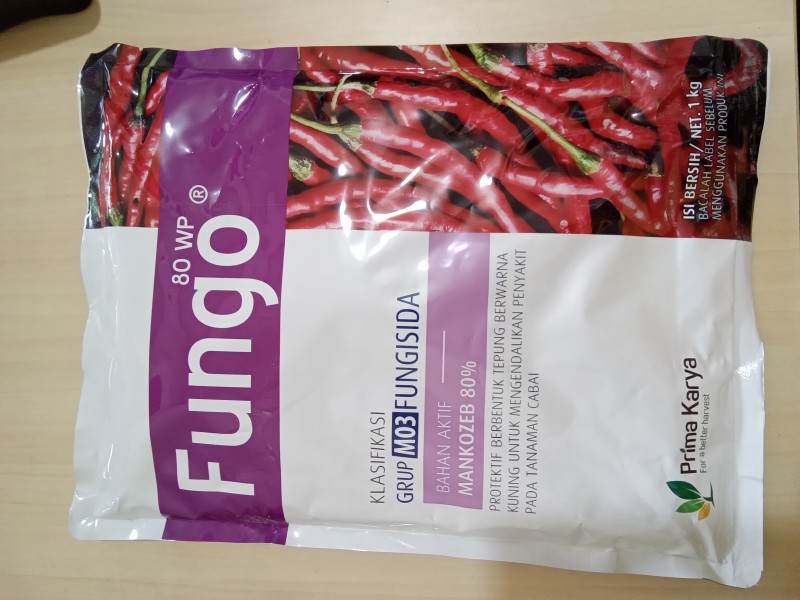 Fungo ®
80 WP
KLASIFIKASI
GRUP M03 FUNGISIDA
BAHAN AKTIF
MANKOZEB 80%
PROTEKTIF BERBENTUK TEPUNG BERWARNA
KUNING UNTUK MENGENDALIKAN PENYAKIT
PADA TANAMAN CABAI
Prima Karya
For a better harvest
ISI BERSIH / NET. 1 kg
BACALAH LABEL SEBELUM
MENGGUNAKAN PRODUK INI